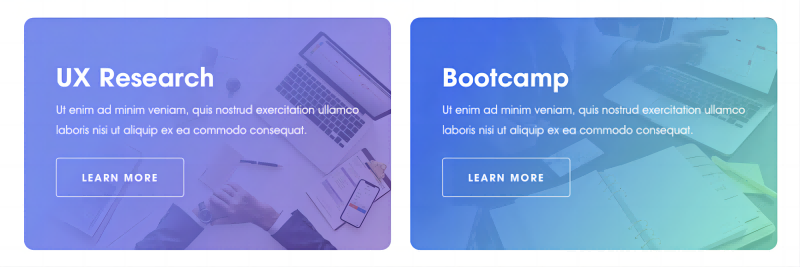 UX Research
Ut enim ad minim veniam, quis nostrud exercitation ullamco
laboris nisi ut aliquip ex ea commodo consequat.
LEARN MORE
Bootcamp
Ut enim ad minim veniam, quis nostrud exercitation ullamco
laboris nisi ut aliquip ex ea commodo consequat.
LEARN MORE